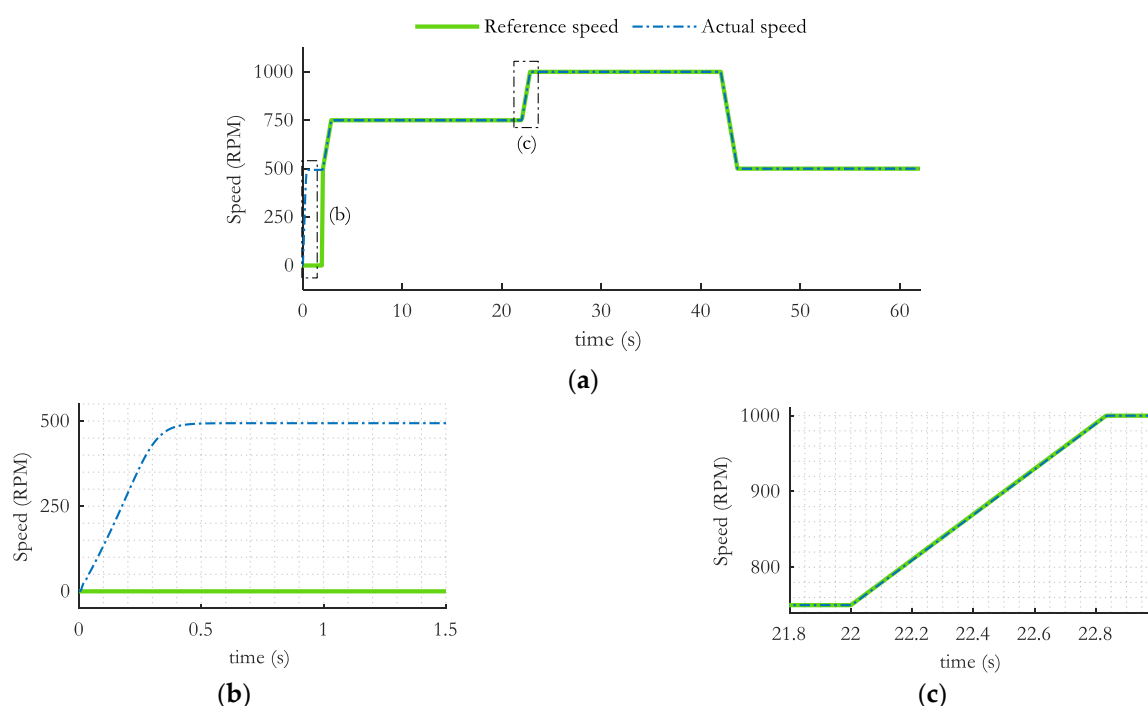 Reference speed Actual speed
1000
750
500
250
0
Speed (RPM)
(b)
(c)
0 10 20 30 40 50 60
time (s)
(a)
500
250
0
Speed (RPM)
0 0.5 1 1.5
time (s)
(b)
1000
900
800
Speed (RPM)
21.8 22 22.2 22.4 22.6 22.8
time (s)
(c)